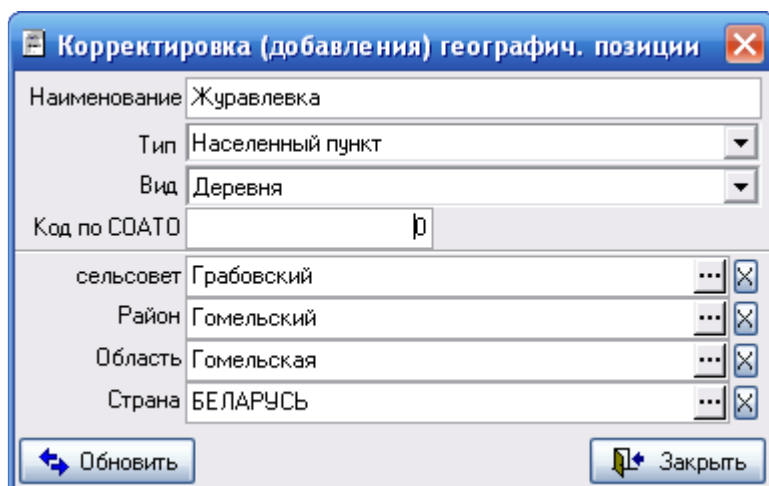 Корректировка (добавления) географич. позиции
Наименование Журавлевка
Тип Населенный пункт
Вид Деревня
Код по СОАТО 0
сельсовет Грабовский ...
Район Гомельский ...
Область Гомельская ...
Страна БЕЛАРУСЬ ...
Обновить Закрыть